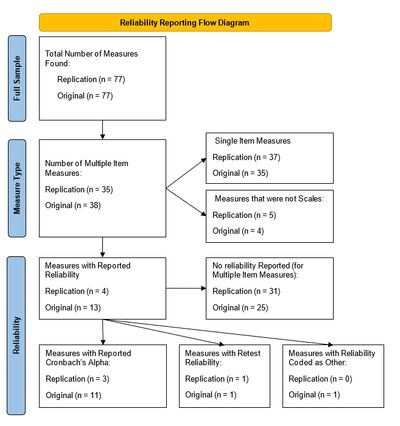 Reliability Reporting Flow Diagram
Full Sample
Total Number of Measures
Found:
Replication (n = 77)
Original (n = 77)
Measure Type
Number of Multiple Item
Measures:
Replication (n = 35)
Original (n = 38)
Single Item Measures
Replication (n = 37)
Original (n = 35)
Measures that were not Scales:
Replication (n = 5)
Original (n = 4)
Reliability
Measures with Reported
Reliability
Replication (n = 4)
Original (n = 13)
No reliability Reported (for
Multiple Item Measures):
Replication (n = 31)
Original (n = 25)
Measures with Reported
Cronbach's Alpha:
Replication (n = 3)
Original (n = 11)
Measures with Retest
Reliability:
Replication (n = 1)
Original (n = 1)
Measures with Reliability
Coded as Other:
Replication (n = 0)
Original (n = 1)